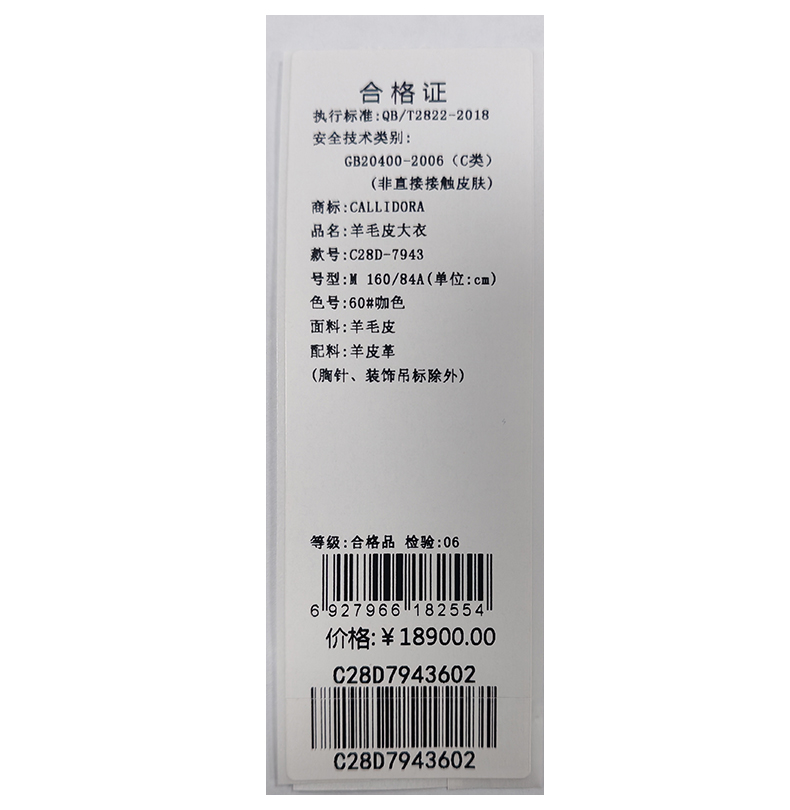 合格证
执行标准:QB/T2822-2018
安全技术类别:
GB20400-2006（C类）
(非直接接触皮肤)
商标:CALLIDORA
品名:羊毛皮大衣
款号:C28D-7943
号型:M 160/84A(单位:cm)
色号:60#咖色
面料:羊毛皮
配料:羊皮革
(胸针、装饰吊标除外)
等级:合格品 检验:06
6 927966 182554
价格:￥18900.00
C28D7943602
C28D7943602